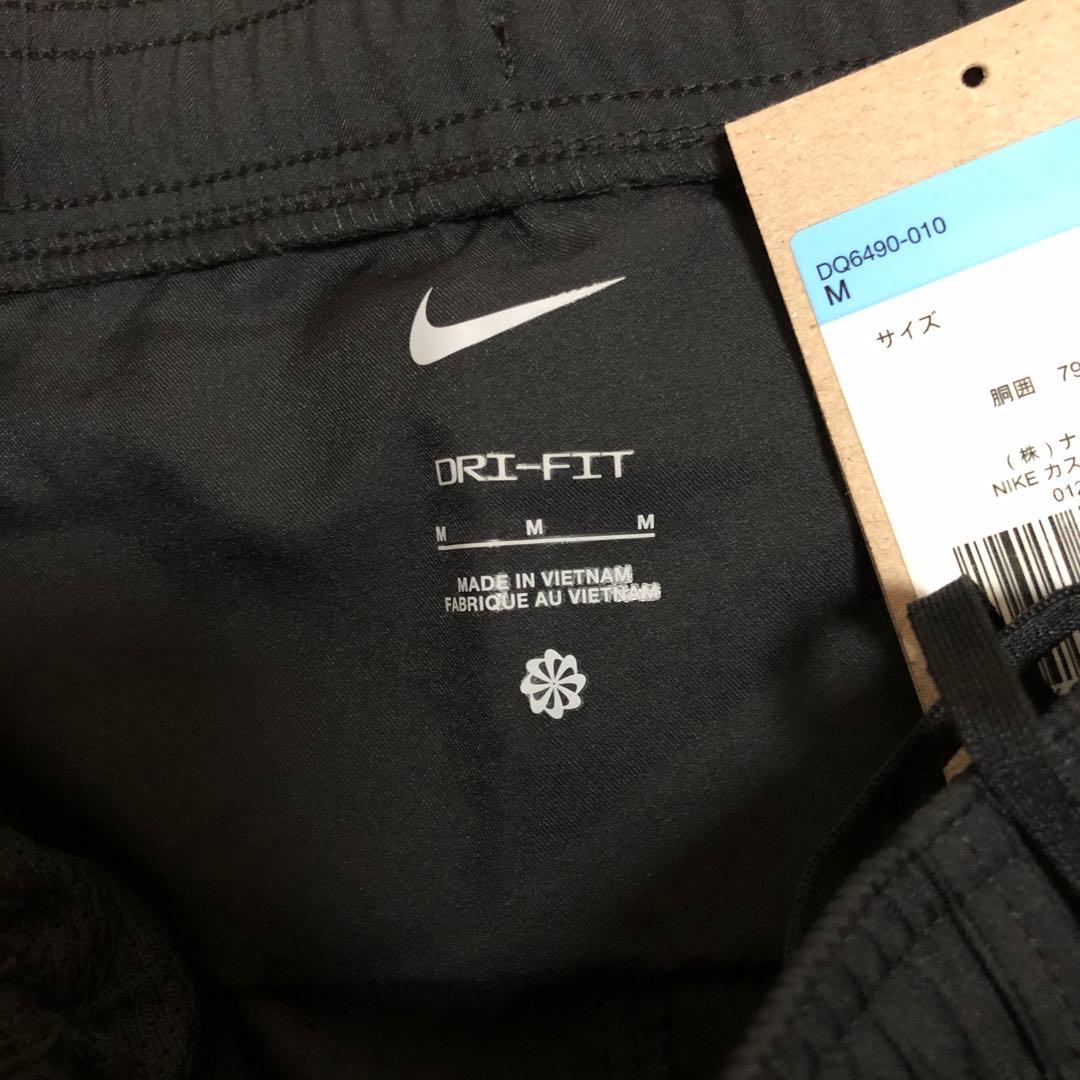 DRI-FIT
M M M
MADE IN VIETNAM
FABRIQUE AU VIETNAM
DQ6490-010
M
サイズ
胴囲 79
(株)ナ
NIKE カス
012